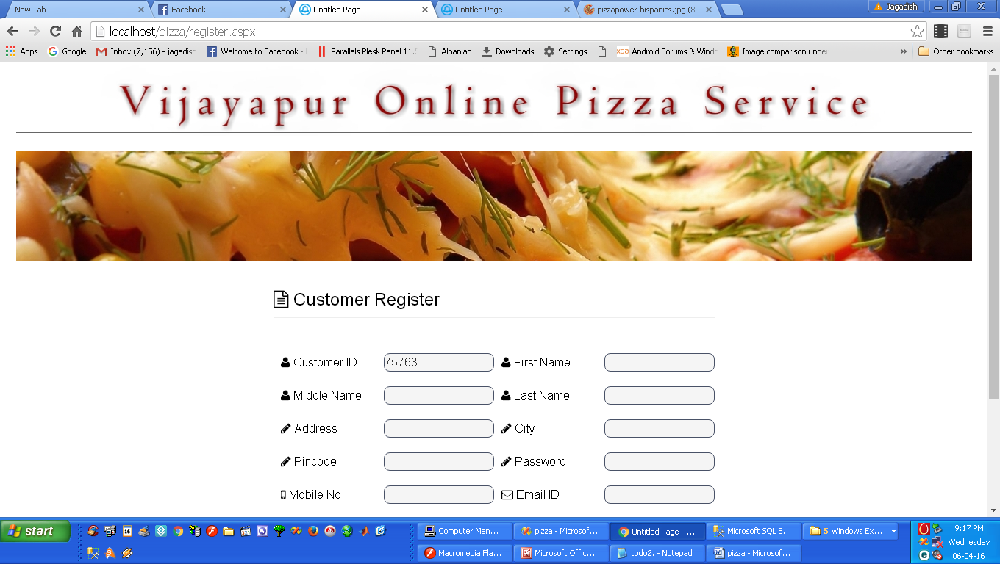 New Tab
Facebook
Untitled Page
Untitled Page
pizzapower-hispanics.jpg (80
Jagadish
localhost/pizza/register.aspx
Apps
Google
Inbox (7,156) - jagadish
Welcome to Facebook -
Parallels Plesk Panel 11.5
Albanian
Downloads
Settings
xda
Android Forums & Windo
Image comparison under
»
Other bookmarks
Vijayapur Online Pizza Service
Customer Register
Customer ID
75763
First Name
Middle Name
Last Name
Address
City
Pincode
Password
Mobile No
Email ID
start
16
Computer Man...
pizza - Microsof...
Untitled Page - ...
Microsoft SQL S...
5 Windows Ex...
9:17 PM
Macromedia Fla...
Microsoft Offic...
todo2. - Notepad
pizza - Microsof...
Wednesday
06-04-16